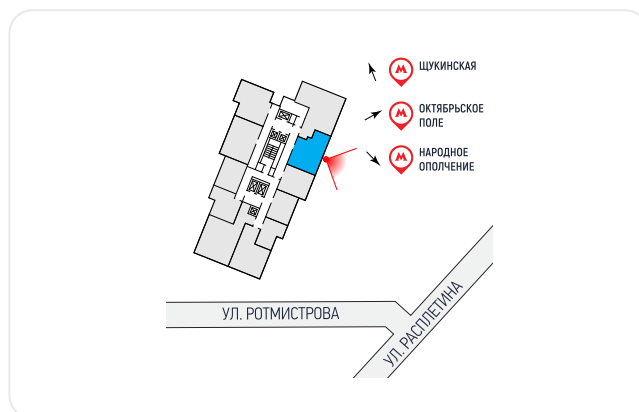 ЩУКИНСКАЯ
ОКТЯБРЬСКОЕ
ПОЛЕ
НАРОДНОЕ
ОПОЛЧЕНИЕ
УЛ. РОТМИСТРОВА
УЛ. РАСПЛЕТИНА